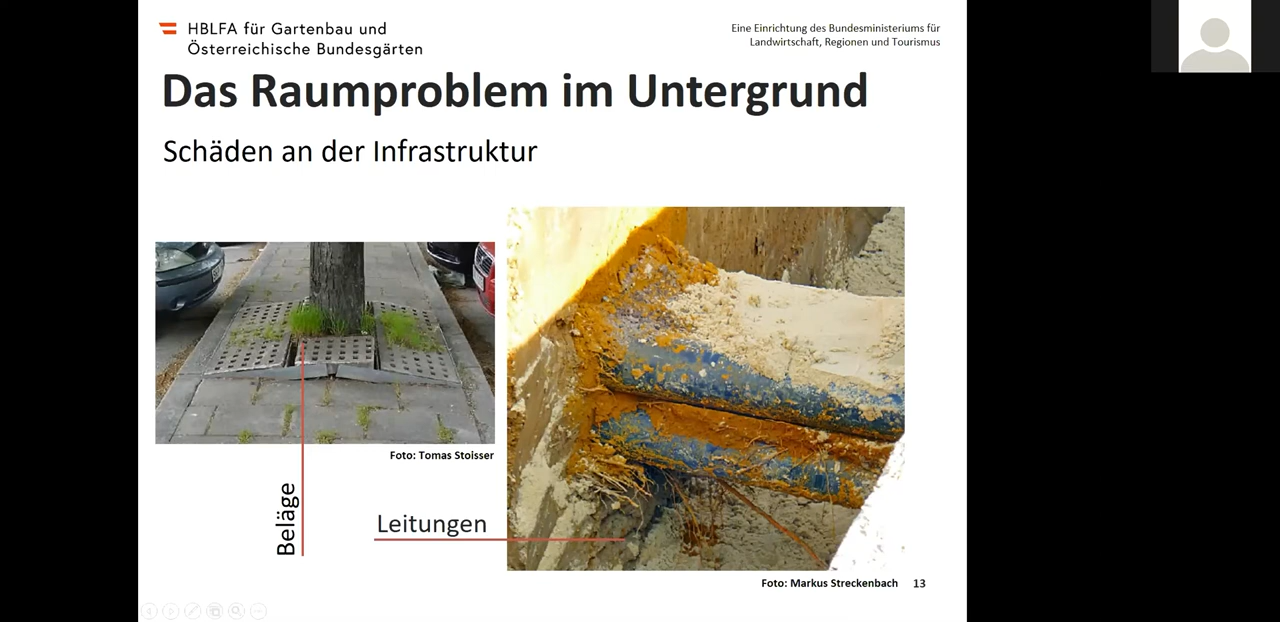 HBLFA für Gartenbau und
Österreichische Bundesgärten
Eine Einrichtung des Bundesministeriums für
Landwirtschaft, Regionen und Tourismus
Das Raumproblem im Untergrund
Schäden an der Infrastruktur
Foto: Tomas Stoisser
Beläge
Leitungen
Foto: Markus Streckenbach
13